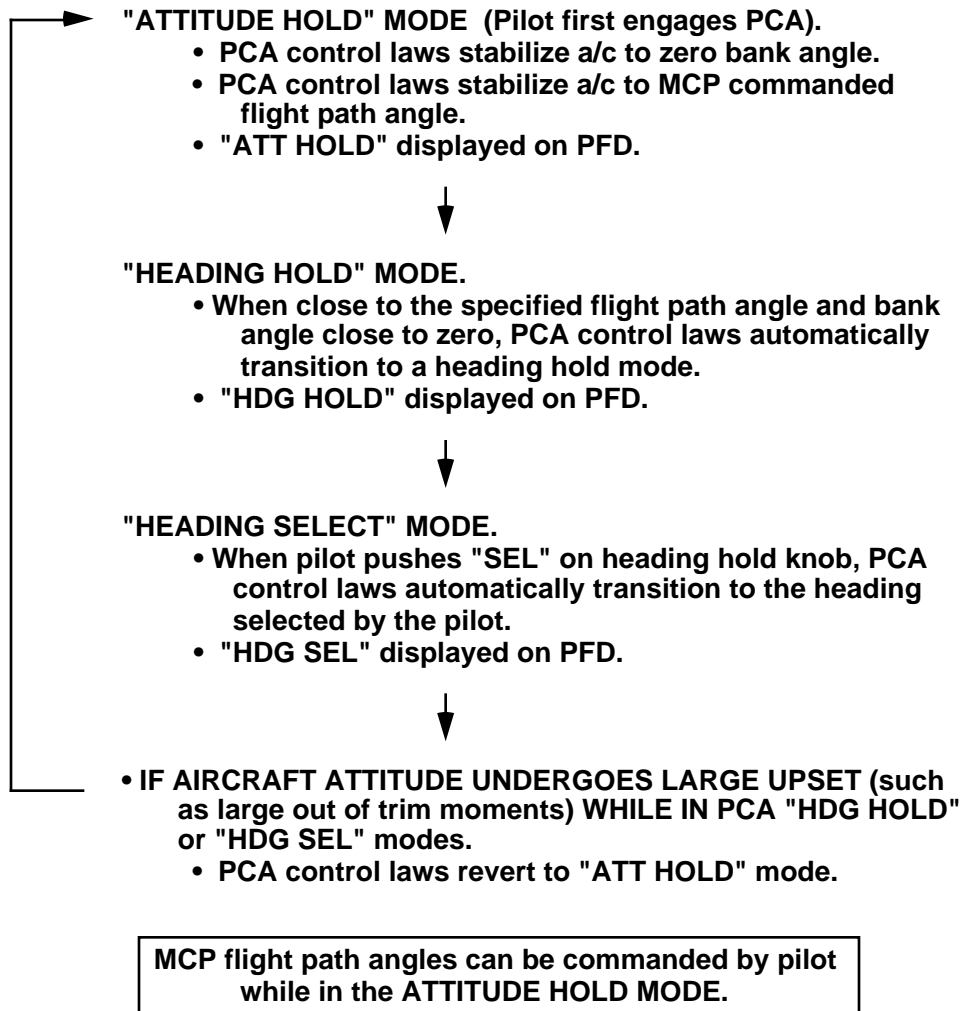 "ATTITUDE HOLD" MODE (Pilot first engages PCA).
• PCA control laws stabilize a/c to zero bank angle.
• PCA control laws stabilize a/c to MCP commanded
flight path angle.
• "ATT HOLD" displayed on PFD.
"HEADING HOLD" MODE.
• When close to the specified flight path angle and bank
angle close to zero, PCA control laws automatically
transition to a heading hold mode.
• "HDG HOLD" displayed on PFD.
"HEADING SELECT" MODE.
• When pilot pushes "SEL" on heading hold knob, PCA
control laws automatically transition to the heading
selected by the pilot.
• "HDG SEL" displayed on PFD.
• IF AIRCRAFT ATTITUDE UNDERGOES LARGE UPSET (such
as large out of trim moments) WHILE IN PCA "HDG HOLD"
or "HDG SEL" modes.
• PCA control laws revert to "ATT HOLD" mode.
MCP flight path angles can be commanded by pilot
while in the ATTITUDE HOLD MODE.